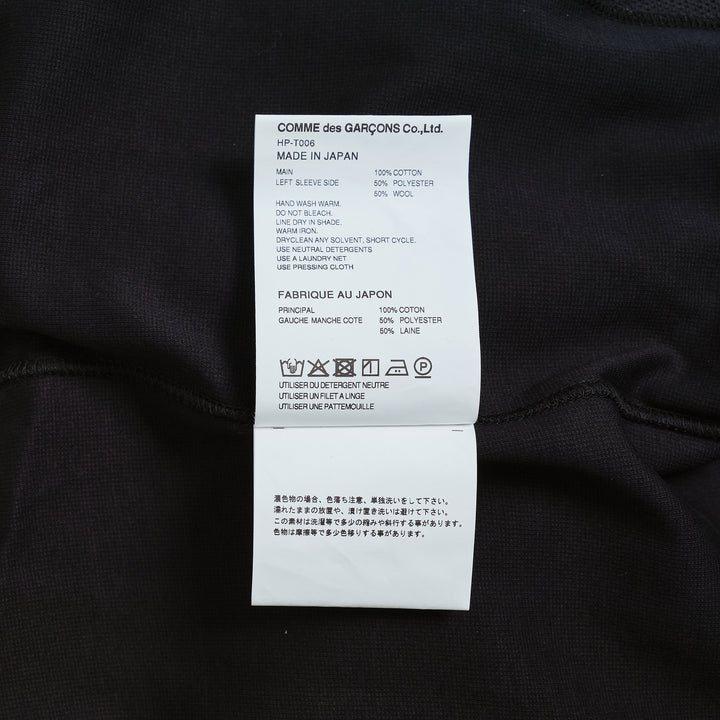 COMME des GARÇONS Co.,Ltd.
HP-T006
MADE IN JAPAN
MAIN 100% COTTON
LEFT SLEEVE SIDE 50% POLYESTER
50% WOOL
HAND WASH WARM.
DO NOT BLEACH.
LINE DRY IN SHADE.
WARM IRON.
DRYCLEAN ANY SOLVENT, SHORT CYCLE.
USE NEUTRAL DETERGENTS
USE A LAUNDRY NET
USE PRESSING CLOTH
FABRIQUE AU JAPON
PRINCIPAL 100% COTON
GAUCHE MANCHE COTE 50% POLYESTER
50% LAINE
P
UTILISER DU DETERGENT NEUTRE
UTILISER UN FILET A LINGE
UTILISER UNE PATTEMOUILLE
濃色物の場合、色落ち注意、単独洗いをして下さい。
濡れたままの放置や、漬け置き洗いは避けて下さい。
この素材は洗濯等で多少の縮みや斜行する事があります。
色物は摩擦等で多少色移りする事があります。